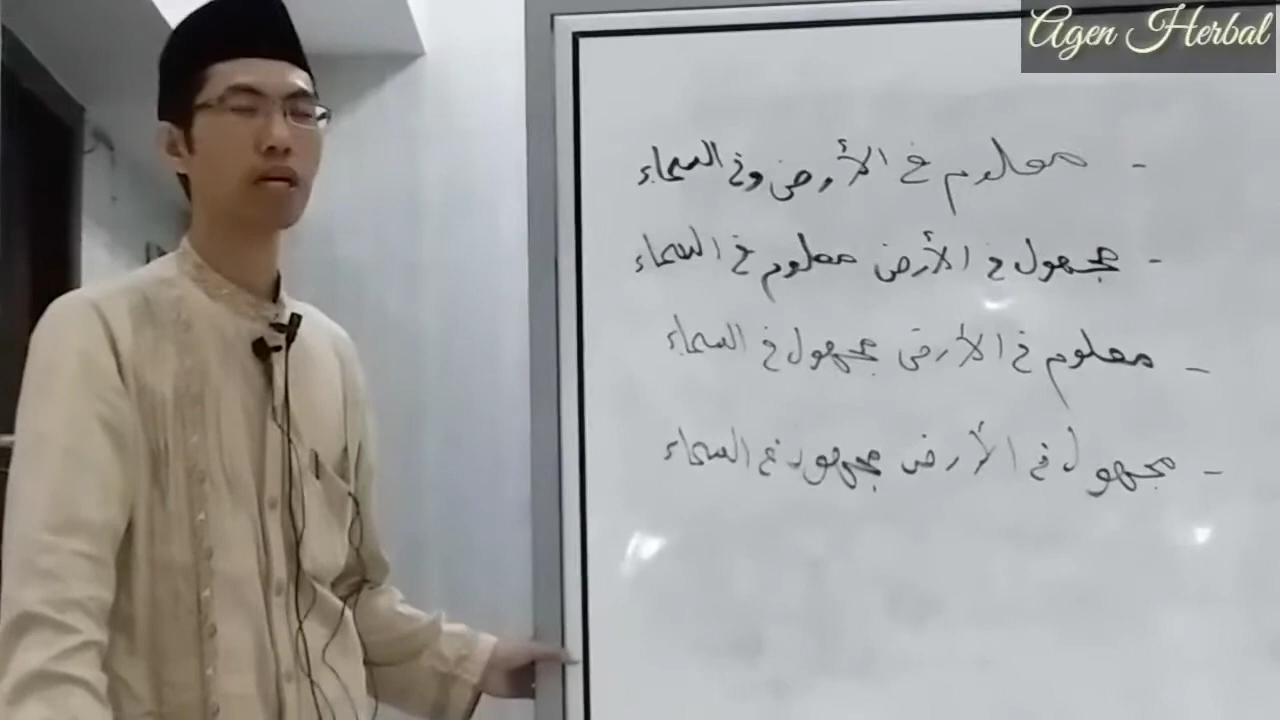 Agen Herbal
- معلوم في الأرض وفي السماء
- مجهول في الأرض معلوم في السماء
- معلوم في الأرض مجهول في السماء
- مجهول في الأرض مجهول في السماء